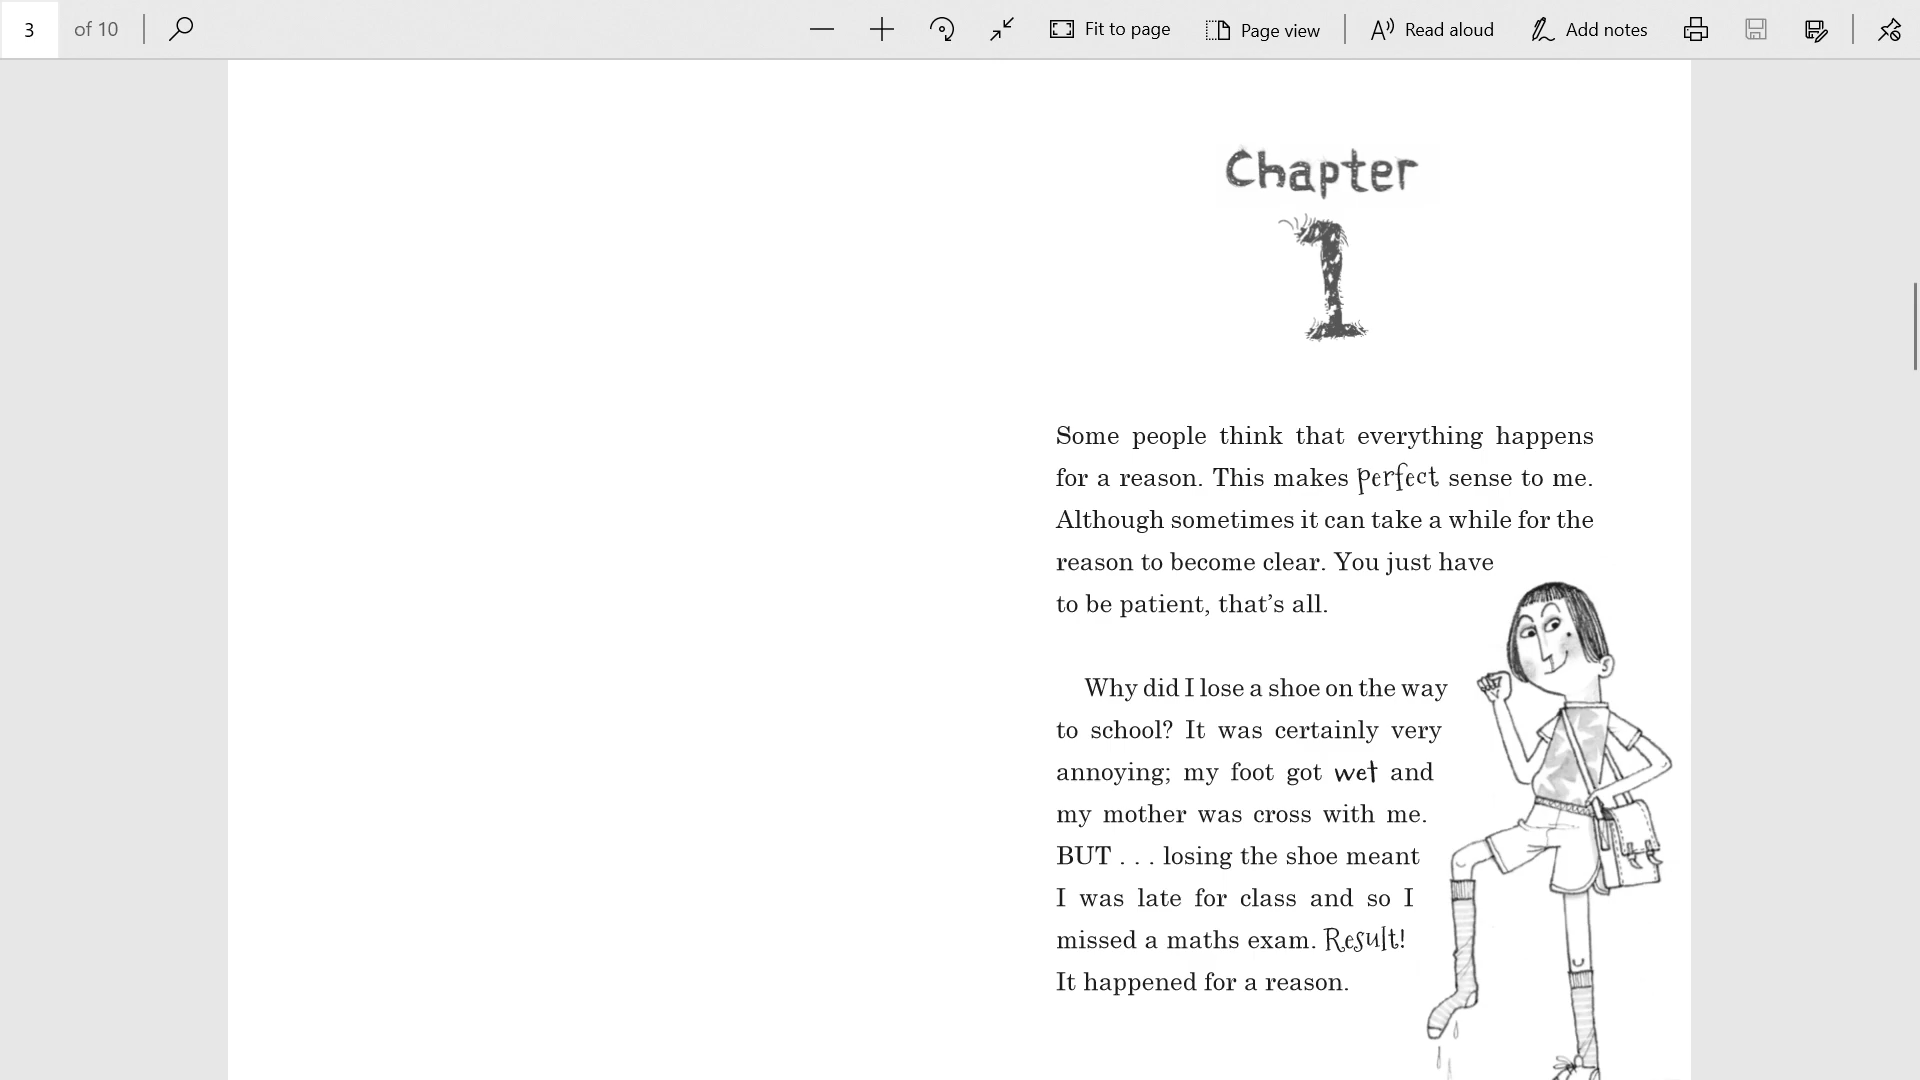 3 of 10 Fit to page Page view Read aloud Add notes
Chapter
1
Some people think that everything happens
for a reason. This makes perfect sense to me.
Although sometimes it can take a while for the
reason to become clear. You just have
to be patient, that’s all.
Why did I lose a shoe on the way
to school? It was certainly very
annoying; my foot got wet and
my mother was cross with me.
BUT . . . losing the shoe meant
I was late for class and so I
missed a maths exam. Result!
It happened for a reason.